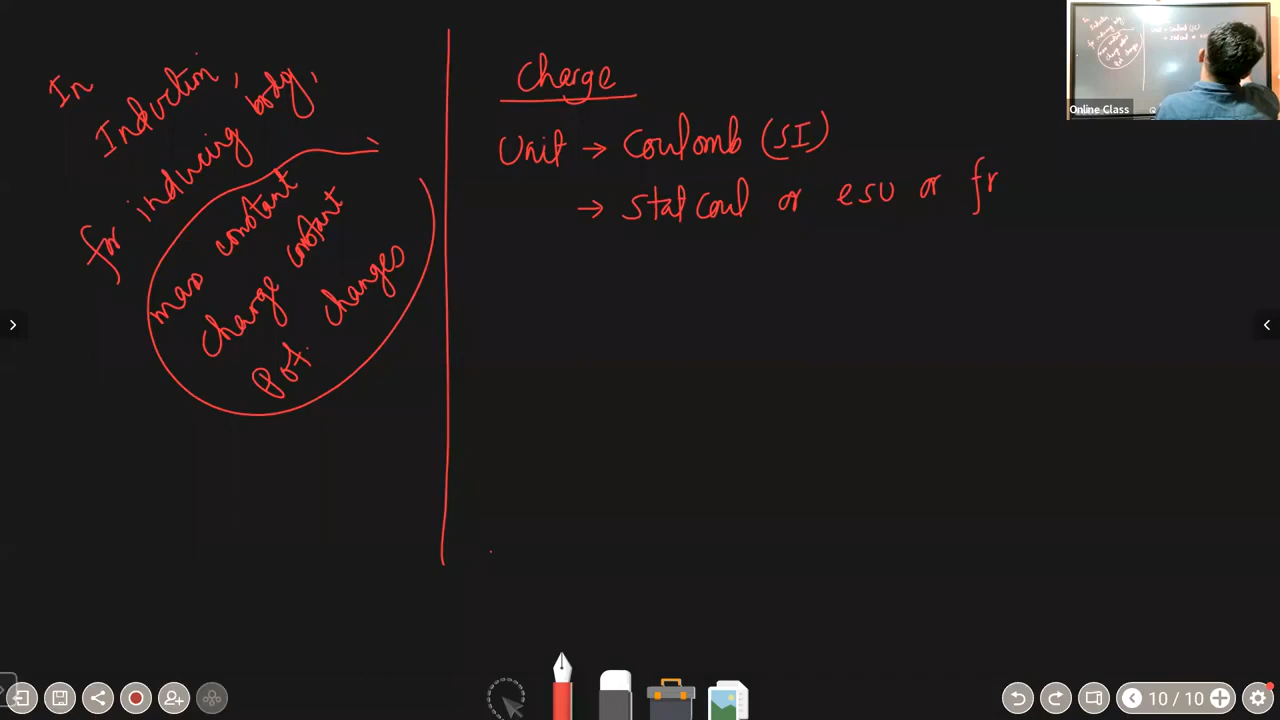 In
Induction,
for inducing body,
mass constant
charge constant
Pot. changes
Charge
Unit → Coulomb (SI)
→ Stat Coul or esu or fr
Online Class
10 / 10